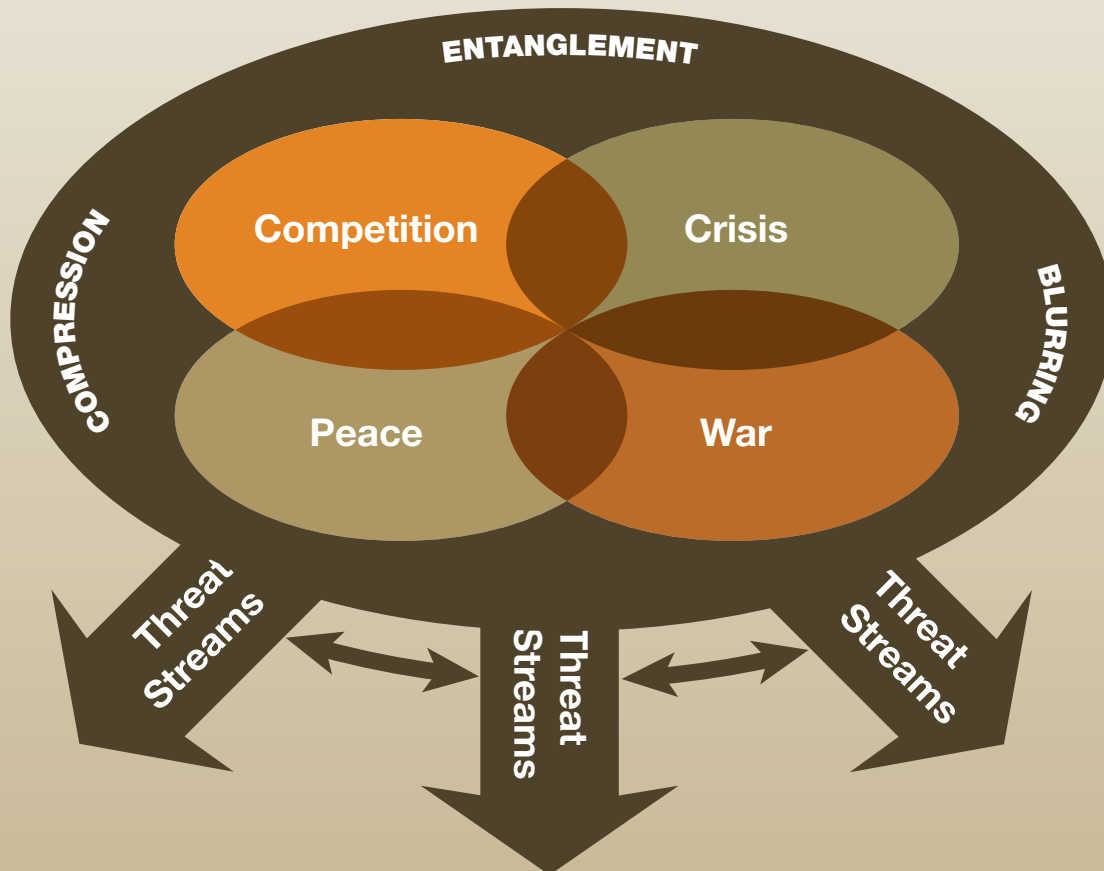 ENTANGLEMENT
COMPRESSION
BLURRING
Competition
Crisis
Peace
War
Threat
Streams
Threat
Streams
Threat
Streams